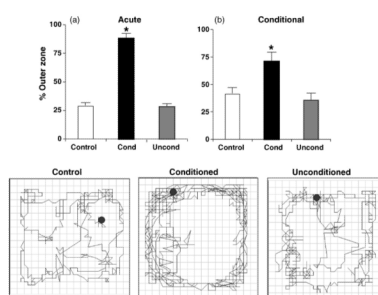 (a) Acute
(b) Conditional
% Outer zone
100
75
50
25
0
*
Control Cond Uncond
100
75
50
25
0
*
Control Cond Uncond
Control Conditioned Unconditioned